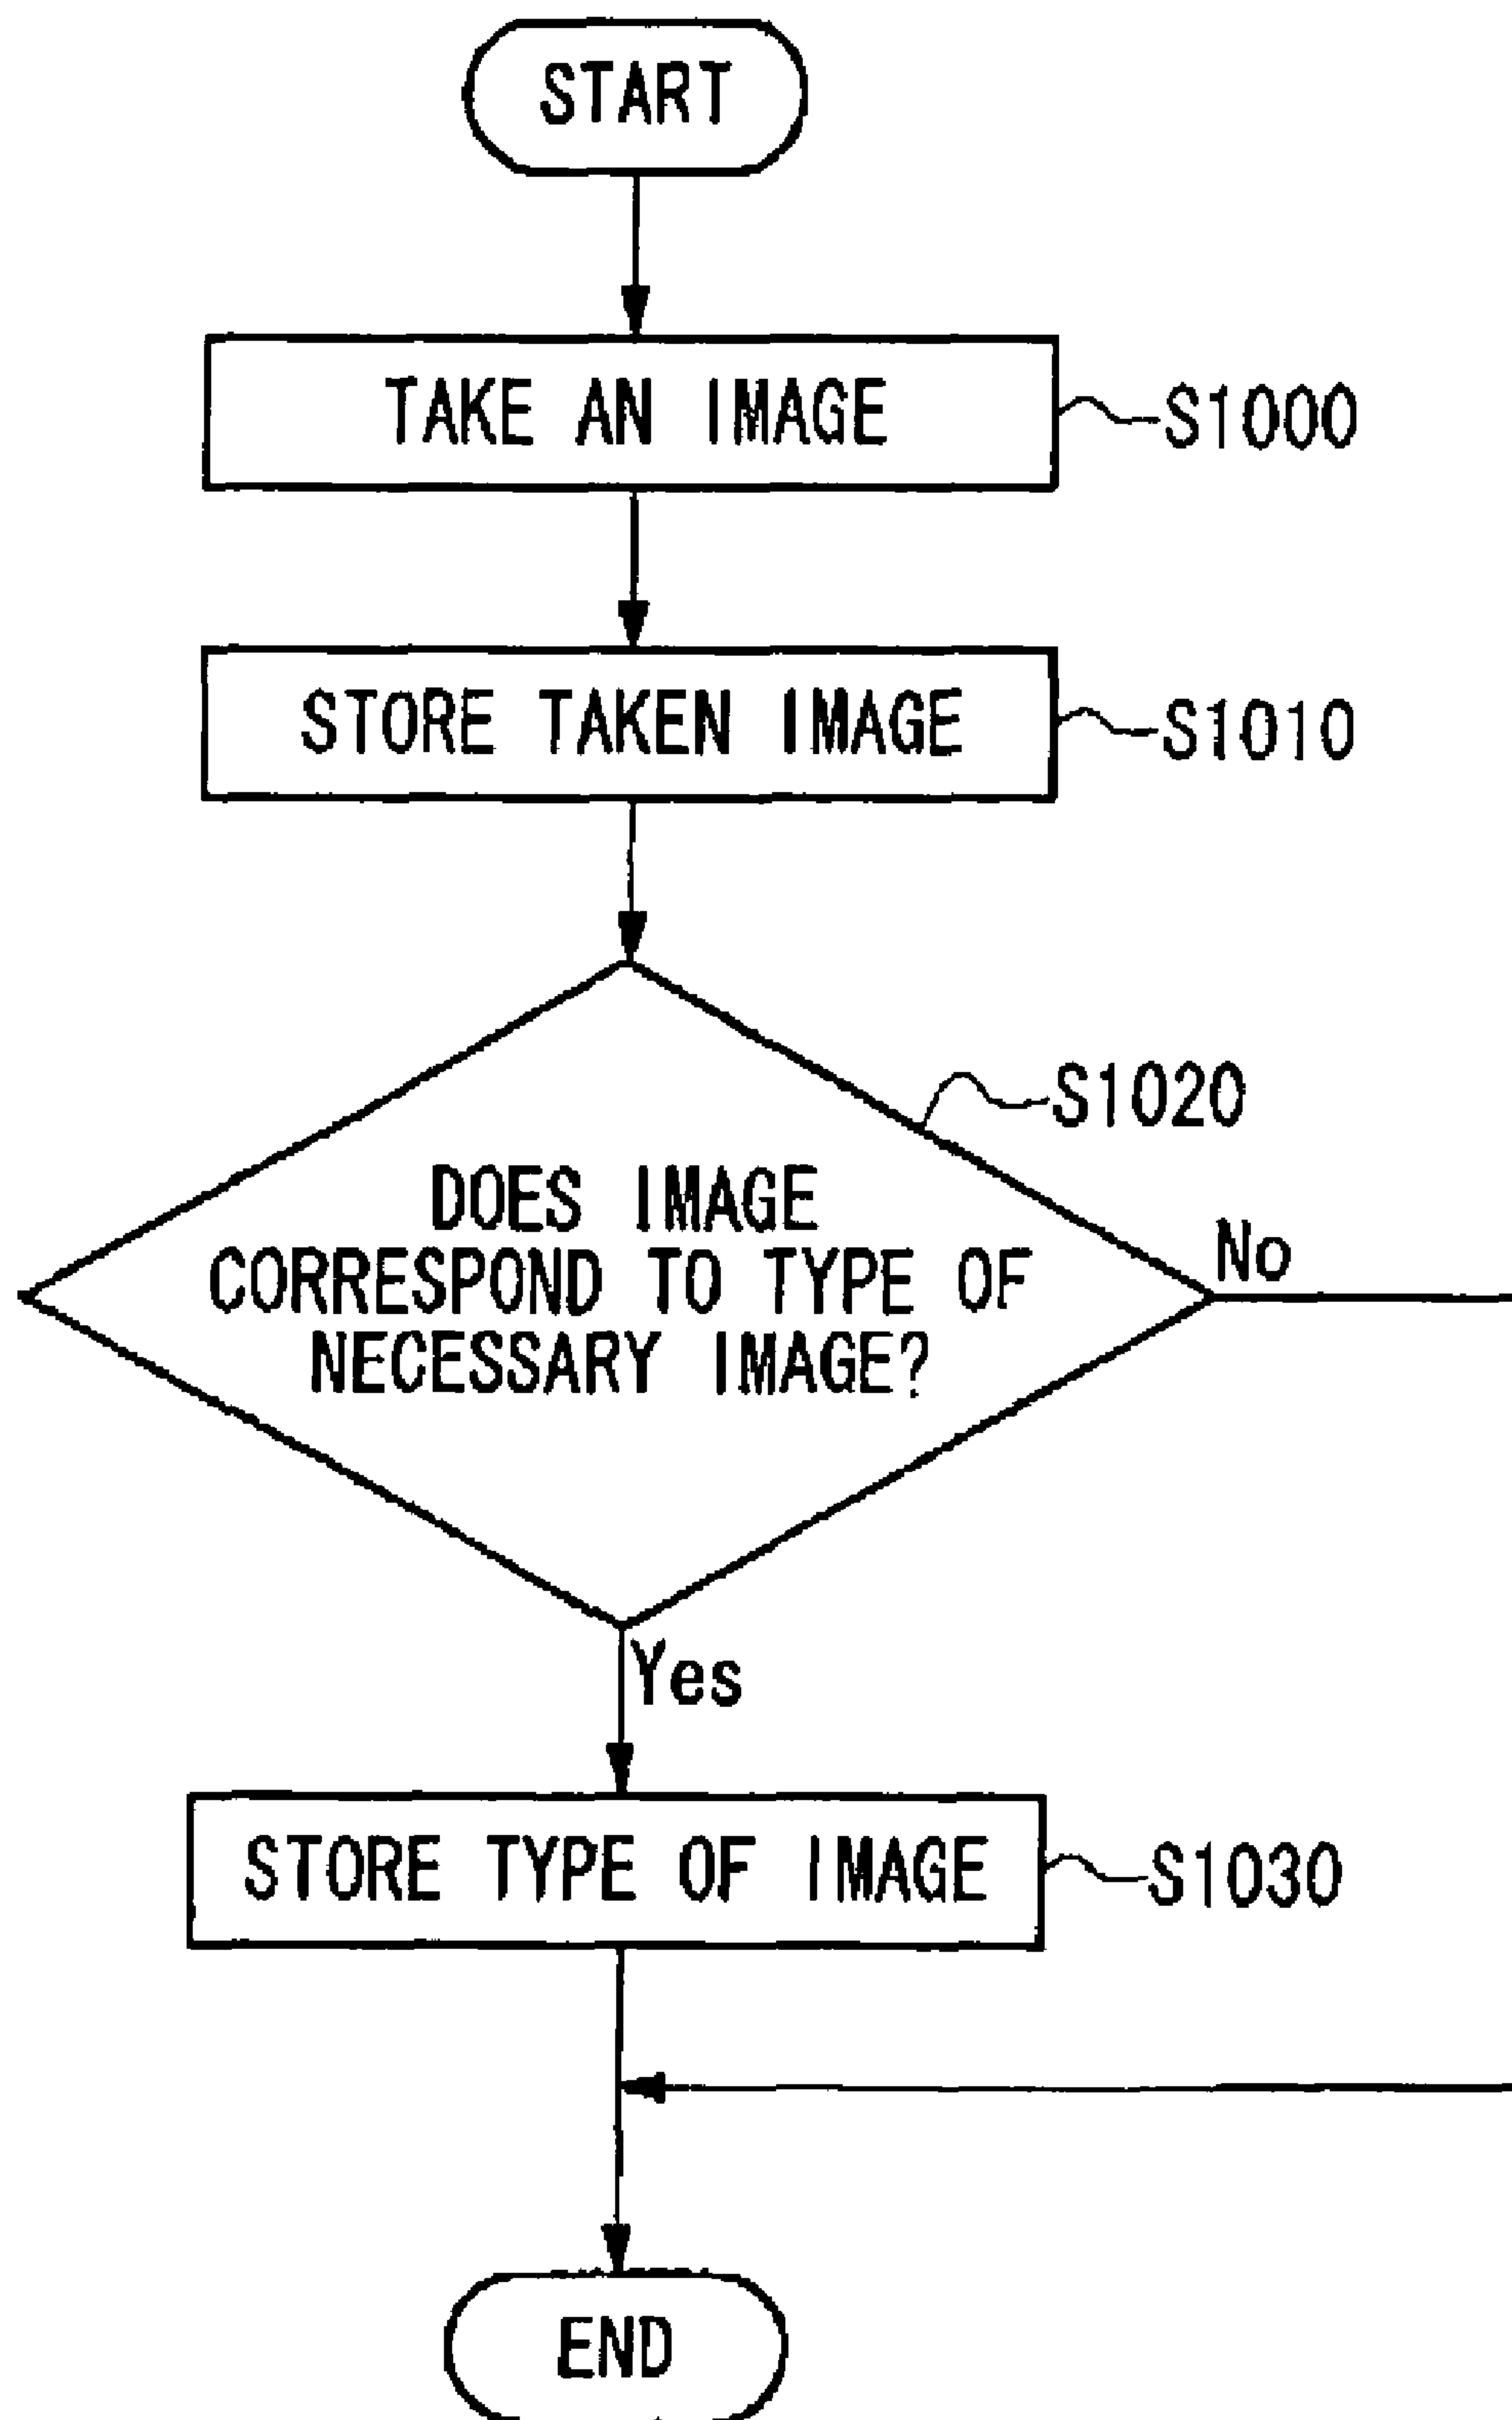 START
TAKE AN IMAGE
S1000
STORE TAKEN IMAGE
S1010
S1020
DOES IMAGE
CORRESPOND TO TYPE OF
NECESSARY IMAGE?
No
Yes
STORE TYPE OF IMAGE
S1030
END